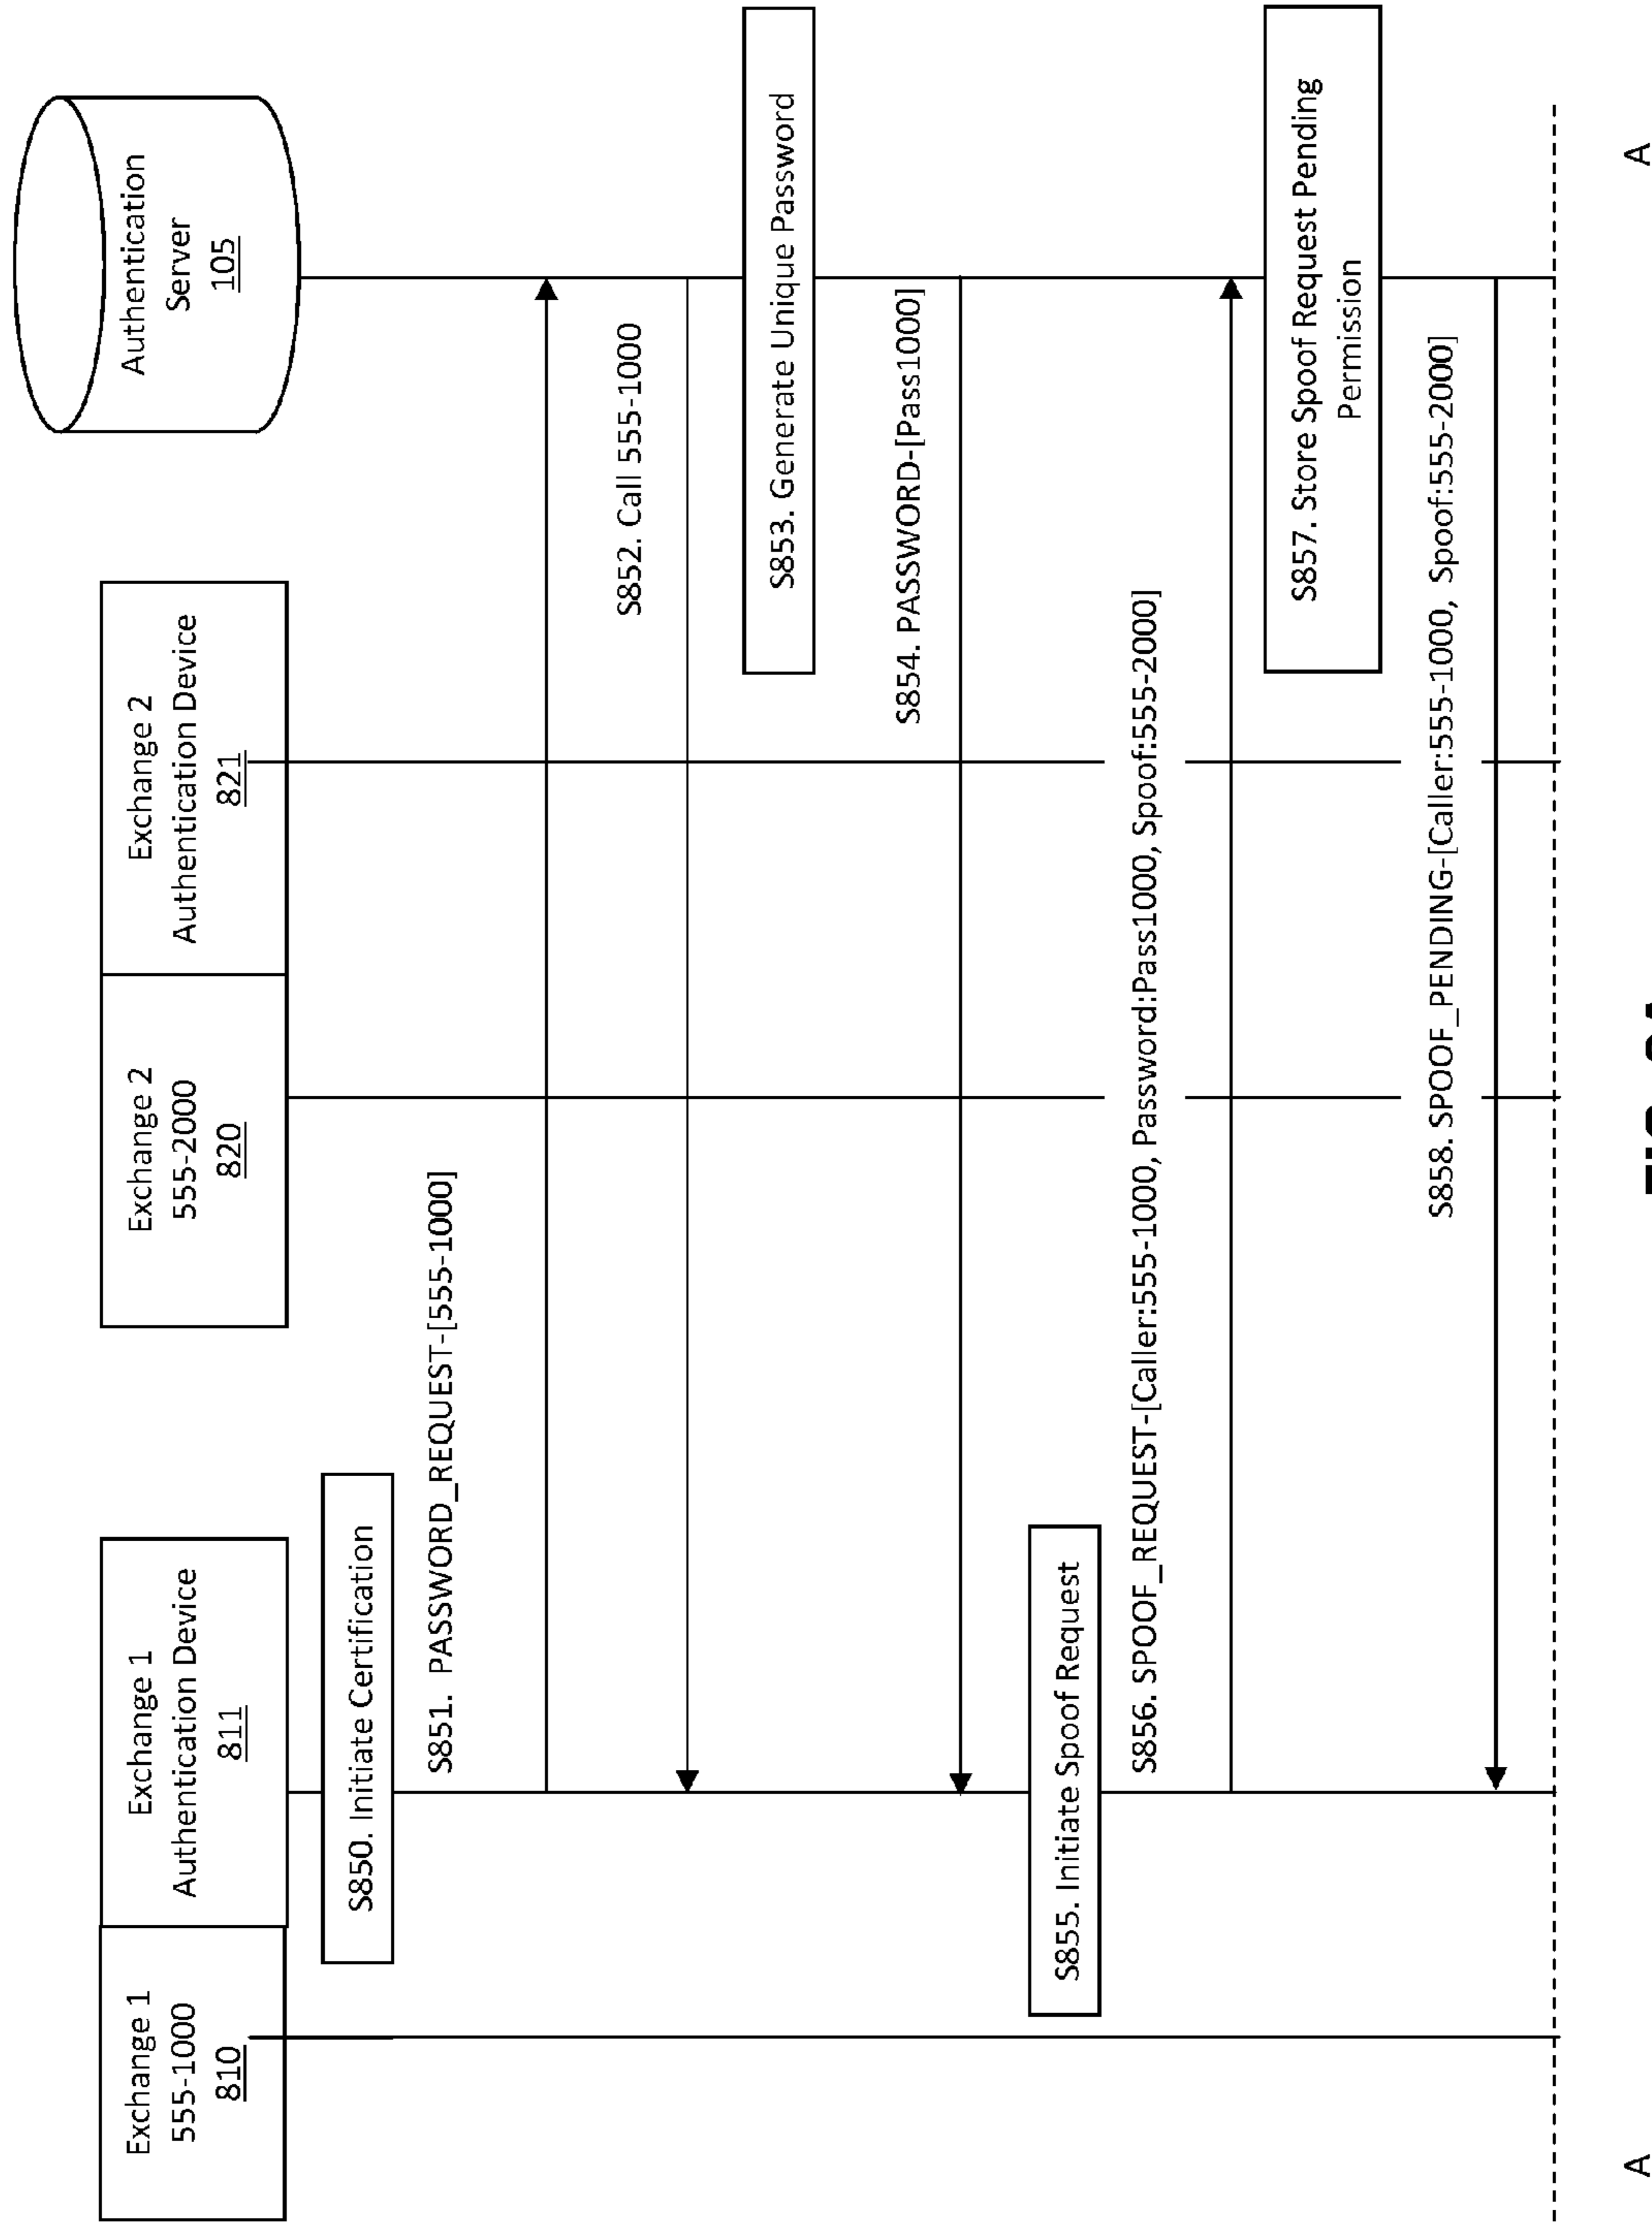 Exchange 1
555-1000
810
Exchange 1
Authentication Device
811
Exchange 2
555-2000
820
Exchange 2
Authentication Device
821
Authentication
Server
105
S850. Initiate Certification
S851. PASSWORD_REQUEST-[555-1000]
S852. Call 555-1000
S853. Generate Unique Password
S854. PASSWORD-[Pass1000]
S855. Initiate Spoof Request
S856. SPOOF_REQUEST-[Caller:555-1000, Password:Pass1000, Spoof:555-2000]
S857. Store Spoof Request Pending
Permission
S858. SPOOF_PENDING-[Caller:555-1000, Spoof:555-2000]
A
A